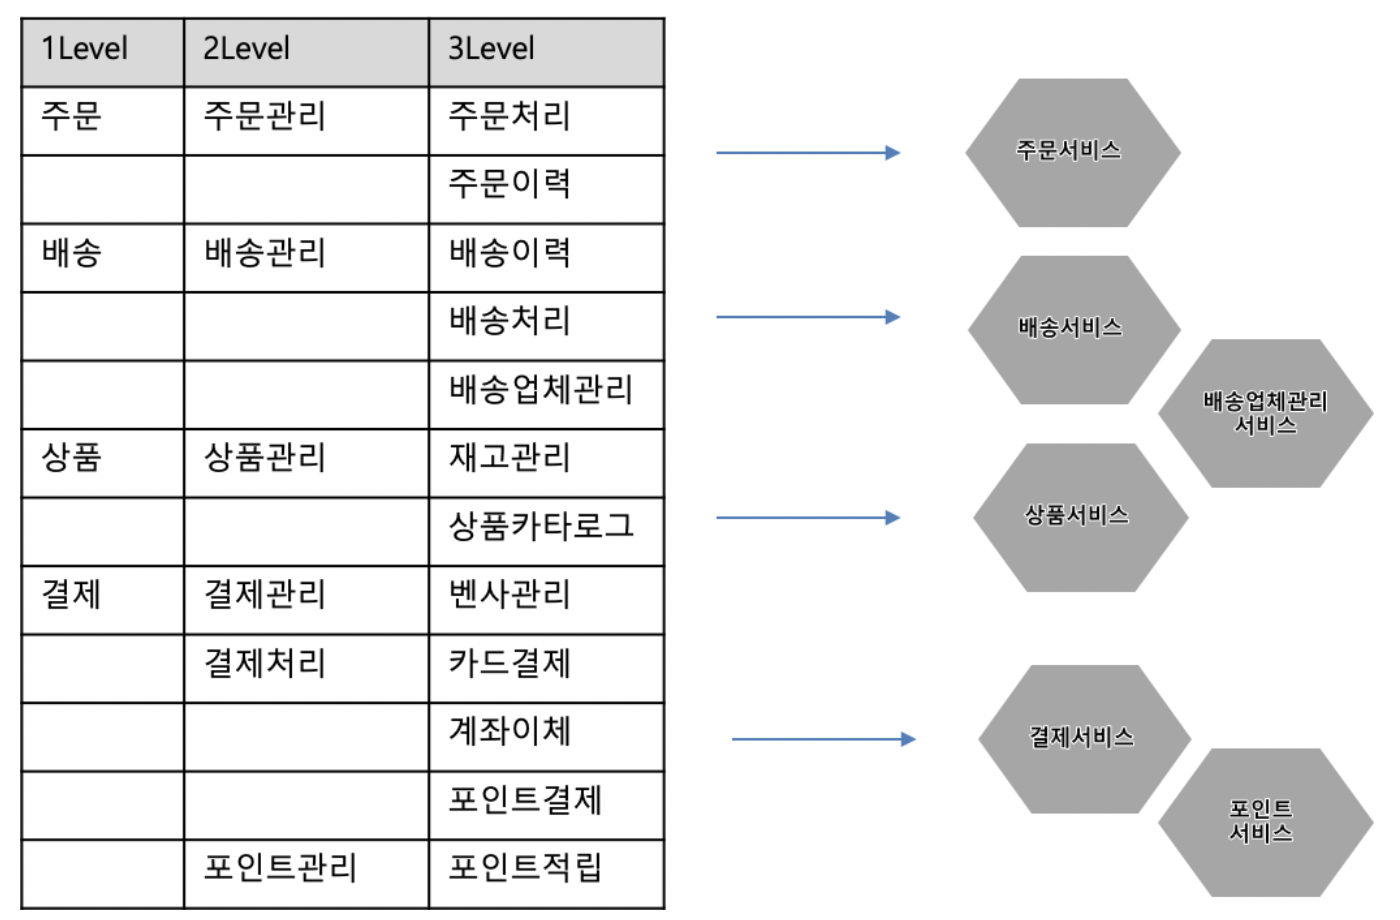 1Level 2Level 3Level
주문 주문관리 주문처리
주문이력
배송 배송관리 배송이력
배송처리
배송업체관리
상품 상품관리 재고관리
상품카타로그
결제 결제관리 벤사관리
결제처리 카드결제
계좌이체
포인트결제
포인트관리 포인트적립
주문서비스
배송서비스
배송업체관리
서비스
상품서비스
결제서비스
포인트
서비스